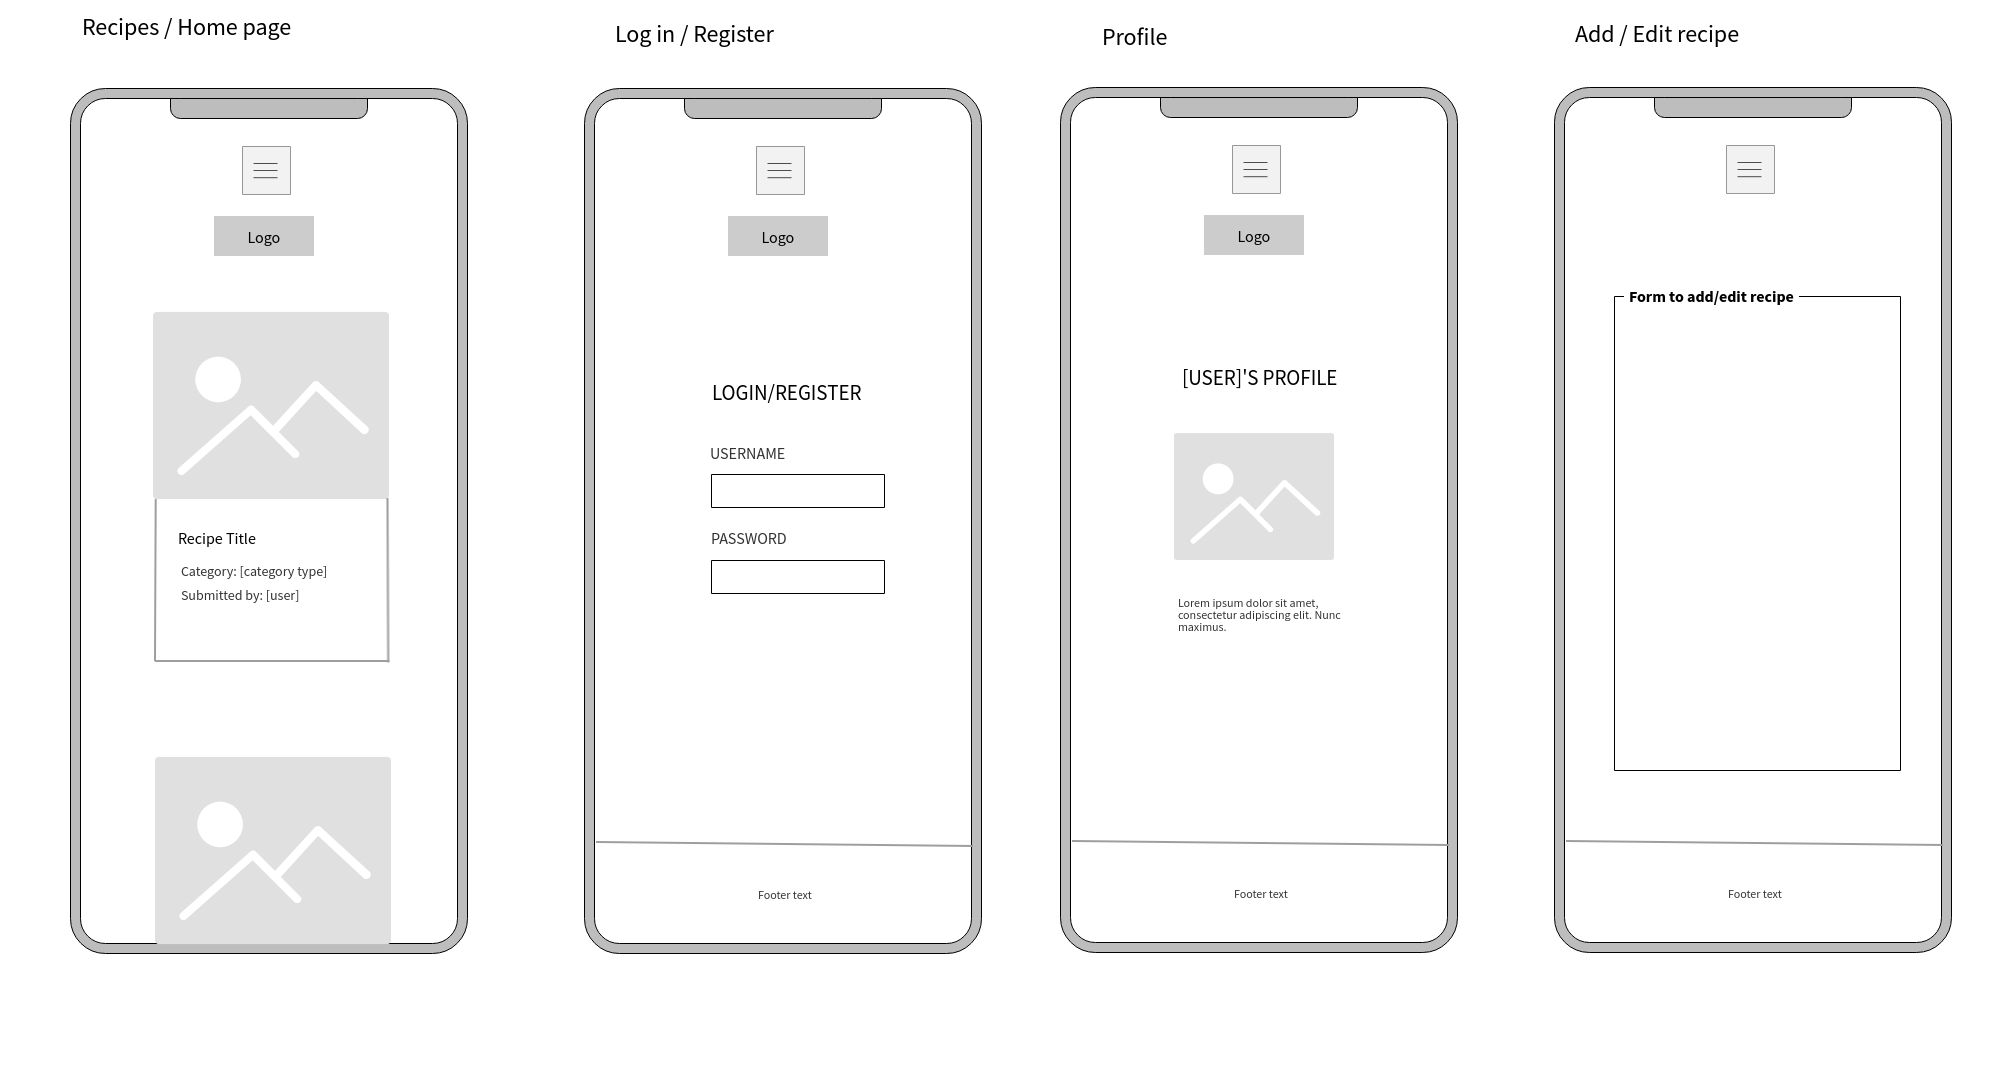 Recipes / Home page
Log in / Register
Profile
Add / Edit recipe
Logo
Recipe Title
Category: [category type]
Submitted by: [user]
Logo
LOGIN/REGISTER
USERNAME
PASSWORD
Footer text
Logo
[USER]'S PROFILE
Lorem ipsum dolor sit amet,
consectetur adipiscing elit. Nunc
maximus.
Footer text
Form to add/edit recipe
Footer text